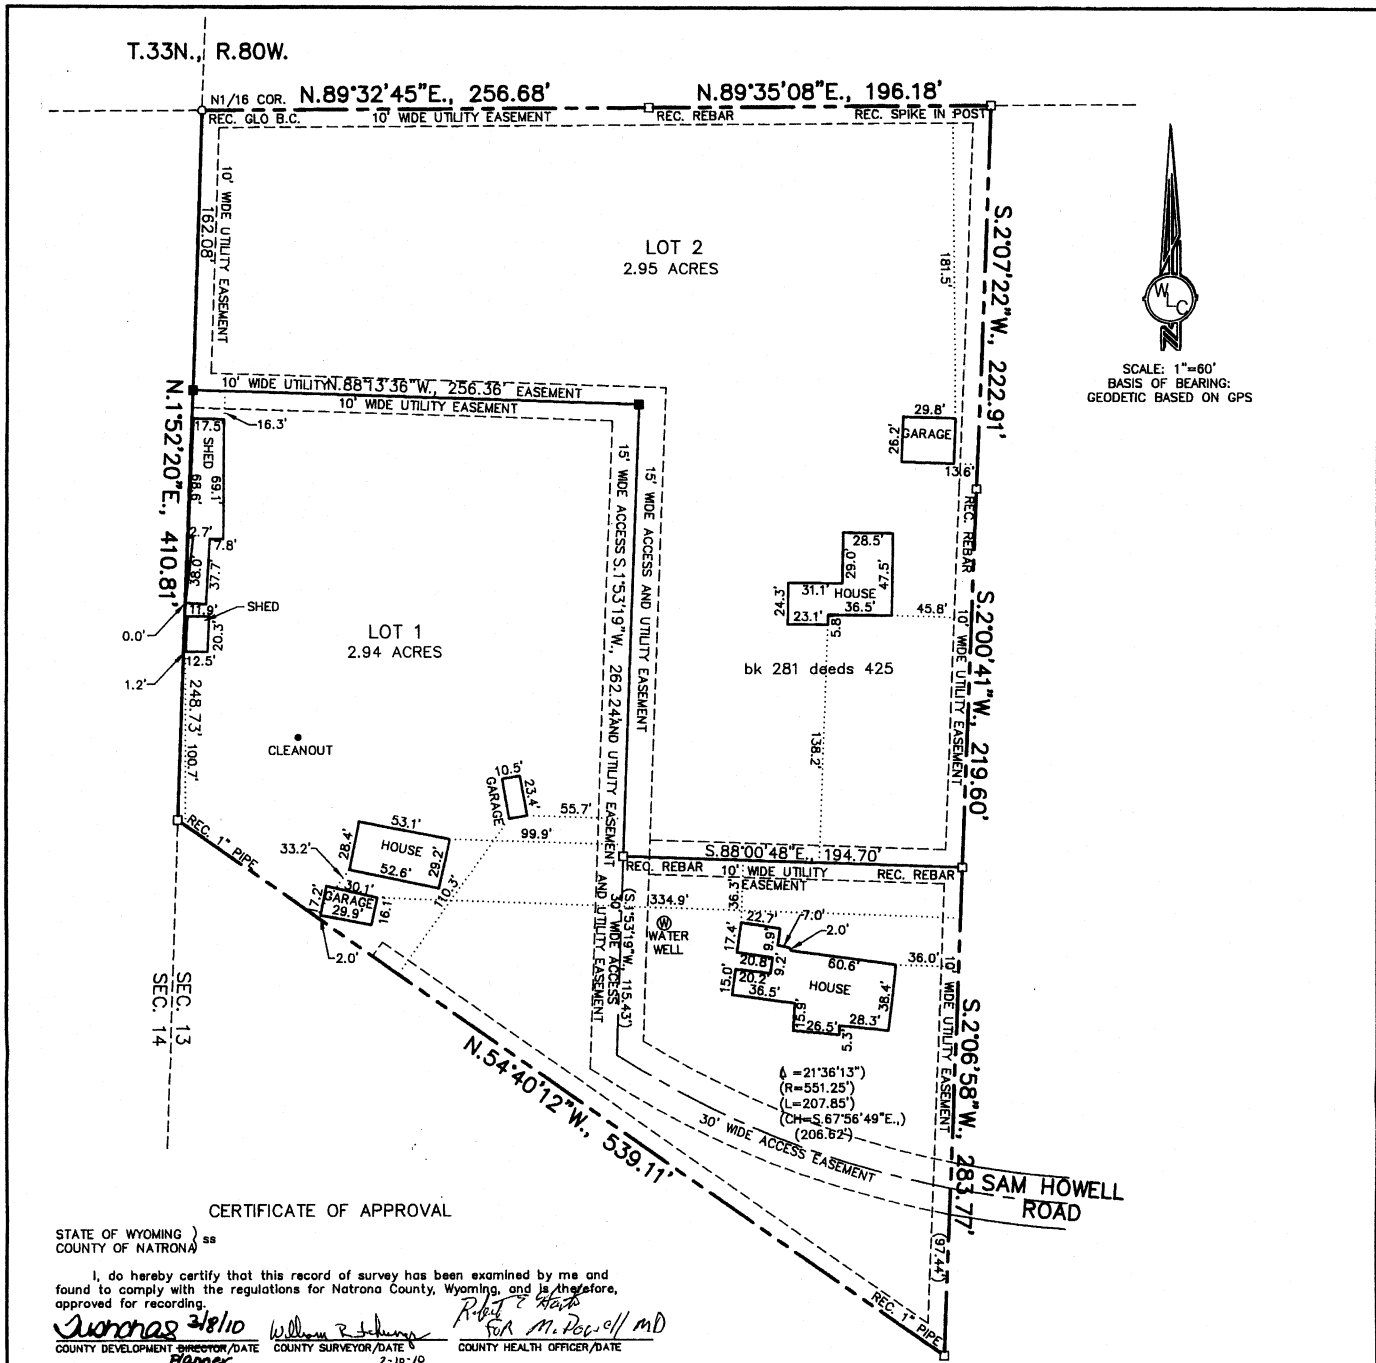 T.33N., R.80W.
N1/16 COR. N.89°32'45"E., 256.68' N.89°35'08"E., 196.18'
REC. GLO B.C. 10' WIDE UTILITY EASEMENT REC. REBAR REC. SPIKE IN POST
10' WIDE UTILITY EASEMENT
162.08'
LOT 2
2.95 ACRES
181.5'
S.2°07'22"W., 222.91'
W
L
C
N
SCALE: 1"=60'
BASIS OF BEARING:
GEODETIC BASED ON GPS
10' WIDE UTILITY N.88°13'36"W., 256.36' EASEMENT
10' WIDE UTILITY EASEMENT
N.1°52'20"E., 410.81'
17.5'
16.3'
SHED
68.6'
69.1'
2.7'
7.8'
38.0'
37.7'
11.9'
SHED
0.0'
20.3'
12.5'
1.2'
248.73'
100.7'
LOT 1
2.94 ACRES
CLEANOUT
15' WIDE ACCESS S.1°53'19"W., 262.24' AND UTILITY EASEMENT
15' WIDE ACCESS AND UTILITY EASEMENT
29.8'
GARAGE
26.2'
13.6'
REC. REBAR
28.5'
29.0'
47.5'
31.1'
HOUSE
24.3'
23.1'
36.5'
5.8'
45.8'
bk 281 deeds 425
138.2'
S.2°00'41"W., 219.60'
10' WIDE UTILITY EASEMENT
10.5'
GARAGE
23.4'
55.7'
99.9'
53.1'
28.4'
HOUSE
29.2'
52.6'
REC. 1" PIPE
33.2'
30.1'
17.2'
GARAGE
29.9'
16.1'
2.0'
110.3'
S.88°00'48"E., 194.70'
REC. REBAR 10' WIDE UTILITY REC. REBAR
EASEMENT
36.3'
334.9'
AND UTILITY EASEMENT
30' WIDE ACCESS
(S.1°53'19"W., 115.43')
W
WATER
WELL
22.7'
7.0'
2.0'
17.4'
9.9'
9.2'
20.8'
60.6'
36.0'
15.0'
20.2'
36.5'
HOUSE
38.4'
15.9'
26.5'
28.3'
5.3'
10' WIDE UTILITY EASEMENT
S.2°06'58"W., 283.77'
SEC. 13
SEC. 14
N.54°40'12"W., 539.11'
Δ =21°36'13")
(R=551.25')
(L=207.85')
(CH=S.67°56'49"E.,)
(206.62')
30' WIDE ACCESS EASEMENT
SAM HOWELL
ROAD
(97.44')
REC. 1" PIPE
CERTIFICATE OF APPROVAL
STATE OF WYOMING )
COUNTY OF NATRONA) ss
I, do hereby certify that this record of survey has been examined by me and
found to comply with the regulations for Natrona County, Wyoming, and is therefore,
approved for recording.
3/8/10
William
Robert E
FOR M. Powell MD
COUNTY DEVELOPMENT DIRECTOR/DATE COUNTY SURVEYOR/DATE COUNTY HEALTH OFFICER/DATE
Planner